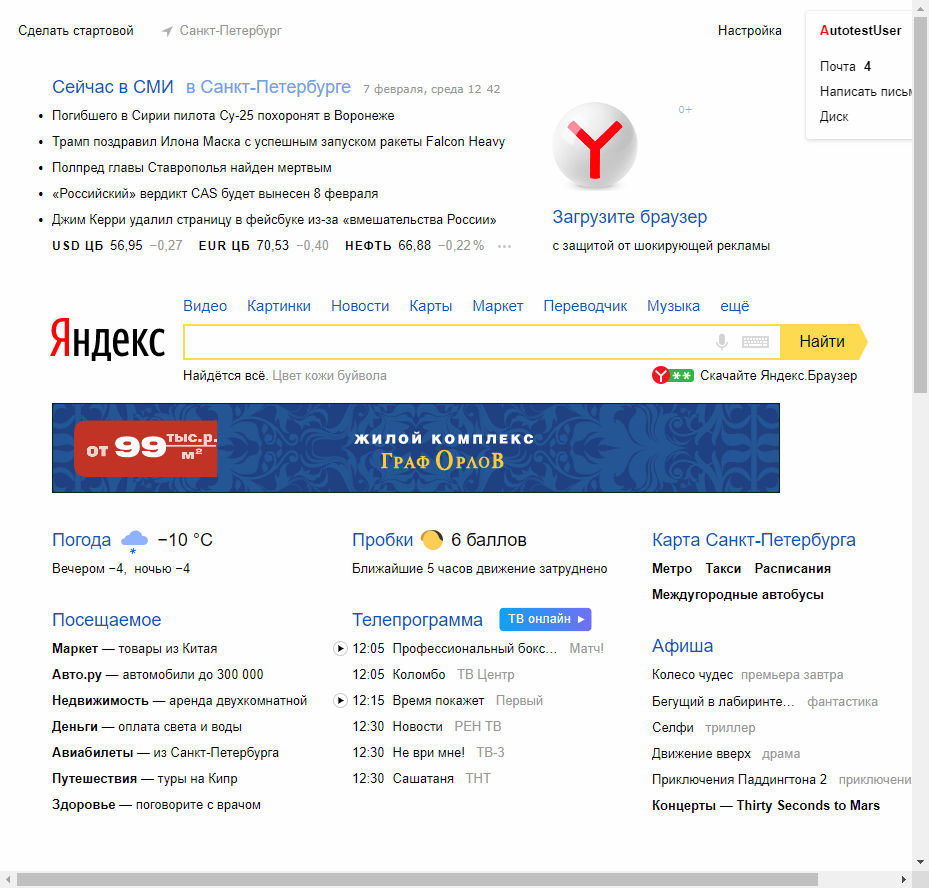 Сделать стартовой Санкт-Петербург Настройка AutotestUser
Почта 4
Написать письм
Диск
Сейчас в СМИ в Санкт-Петербурге 7 февраля, среда 12 42
Погибшего в Сирии пилота Су-25 похоронят в Воронеже
Трамп поздравил Илона Маска с успешным запуском ракеты Falcon Heavy
Полпред главы Ставрополья найден мертвым
«Российский» вердикт CAS будет вынесен 8 февраля
Джим Керри удалил страницу в фейсбуке из-за «вмешательства России»
USD ЦБ 56,95 −0,27 EUR ЦБ 70,53 −0,40 НЕФТЬ 66,88 −0,22 % ···
0+
Y
Загрузите браузер
с защитой от шокирующей рекламы
Видео Картинки Новости Карты Маркет Переводчик Музыка ещё
Яндекс
Найти
Найдётся всё. Цвет кожи буйвола
Y ** Скачайте Яндекс.Браузер
от 99 тыс.р. м²
ЖИЛОЙ КОМПЛЕКС
ГРАФ ОРЛОВ
Погода −10 °C
Вечером −4, ночью −4
Пробки 6 баллов
Ближайшие 5 часов движение затруднено
Карта Санкт-Петербурга
Метро Такси Расписания
Междугородные автобусы
Посещаемое
Маркет — товары из Китая
Авто.ру — автомобили до 300 000
Недвижимость — аренда двухкомнатной
Деньги — оплата света и воды
Авиабилеты — из Санкт-Петербурга
Путешествия — туры на Кипр
Здоровье — поговорите с врачом
Телепрограмма ТВ онлайн
12:05 Профессиональный бокс… Матч!
12:05 Коломбо ТВ Центр
12:15 Время покажет Первый
12:30 Новости РЕН ТВ
12:30 Не ври мне! ТВ-3
12:30 Сашатаня ТНТ
Афиша
Колесо чудес премьера завтра
Бегущий в лабиринте… фантастика
Селфи триллер
Движение вверх драма
Приключения Паддингтона 2 приключени
Концерты — Thirty Seconds to Mars